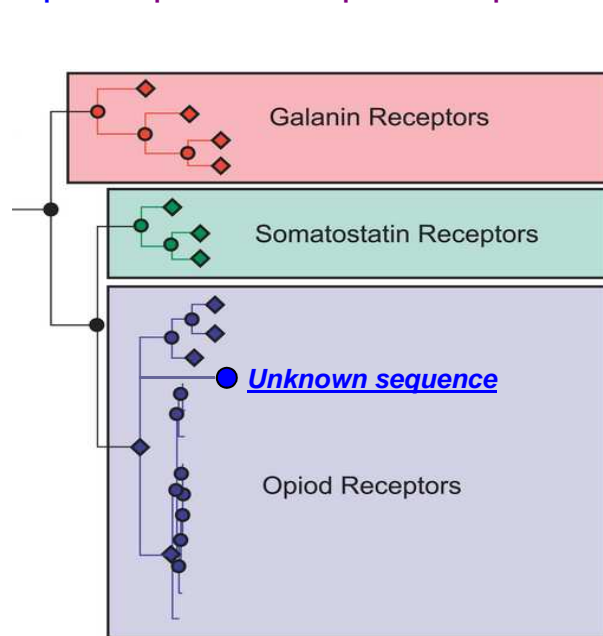 Galanin Receptors
Somatostatin Receptors
Unknown sequence
Opiod Receptors